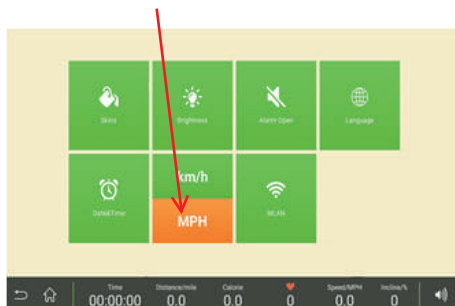 Skins
Brightness
Alarm Open
Language
Date&Time
km/h
MPH
WLAN
Time
00:00:00
Distance/mile
0.0
Calorie
0.0
0
Speed/MPH
0.0
Incline/%
0.0